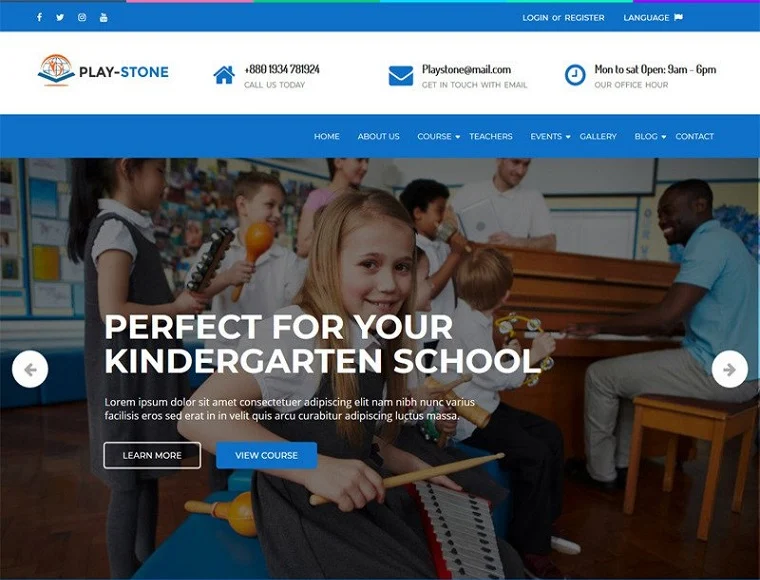 LOGIN or REGISTER
LANGUAGE
PLAY-STONE
+880 1934 781924
CALL US TODAY
Playstone@mail.com
GET IN TOUCH WITH EMAIL
Mon to sat Open: 9am - 6pm
OUR OFFICE HOUR
HOME
ABOUT US
COURSE
TEACHERS
EVENTS
GALLERY
BLOG
CONTACT
PERFECT FOR YOUR
KINDERGARTEN SCHOOL
Lorem ipsum dolor sit amet consectetuer adipiscing elit nam nibh nunc varius
facilisis eros sed erat in in velit quis arcu curabitur adipiscing luctus massa.
LEARN MORE
VIEW COURSE